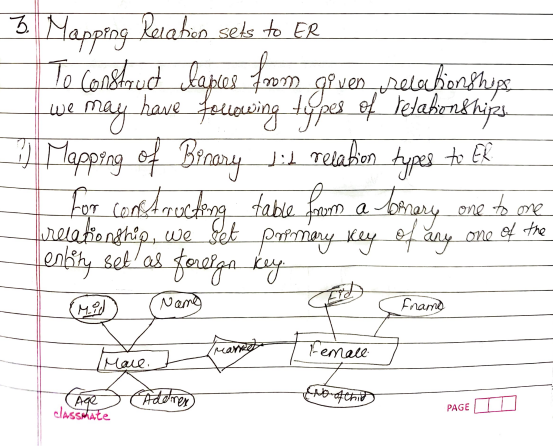 3. Mapping Relation sets to ER
To Construct tables from given relationships
we may have following types of relationships.
i) Mapping of Binary 1:1 relation types to ER
For constructing table from a binary one to one
relationship, we set primary key of any one of the
entity set as foreign key.
M.id Name Fid Fname
Male Married Female
Age Address No. of Child
classmate PAGE